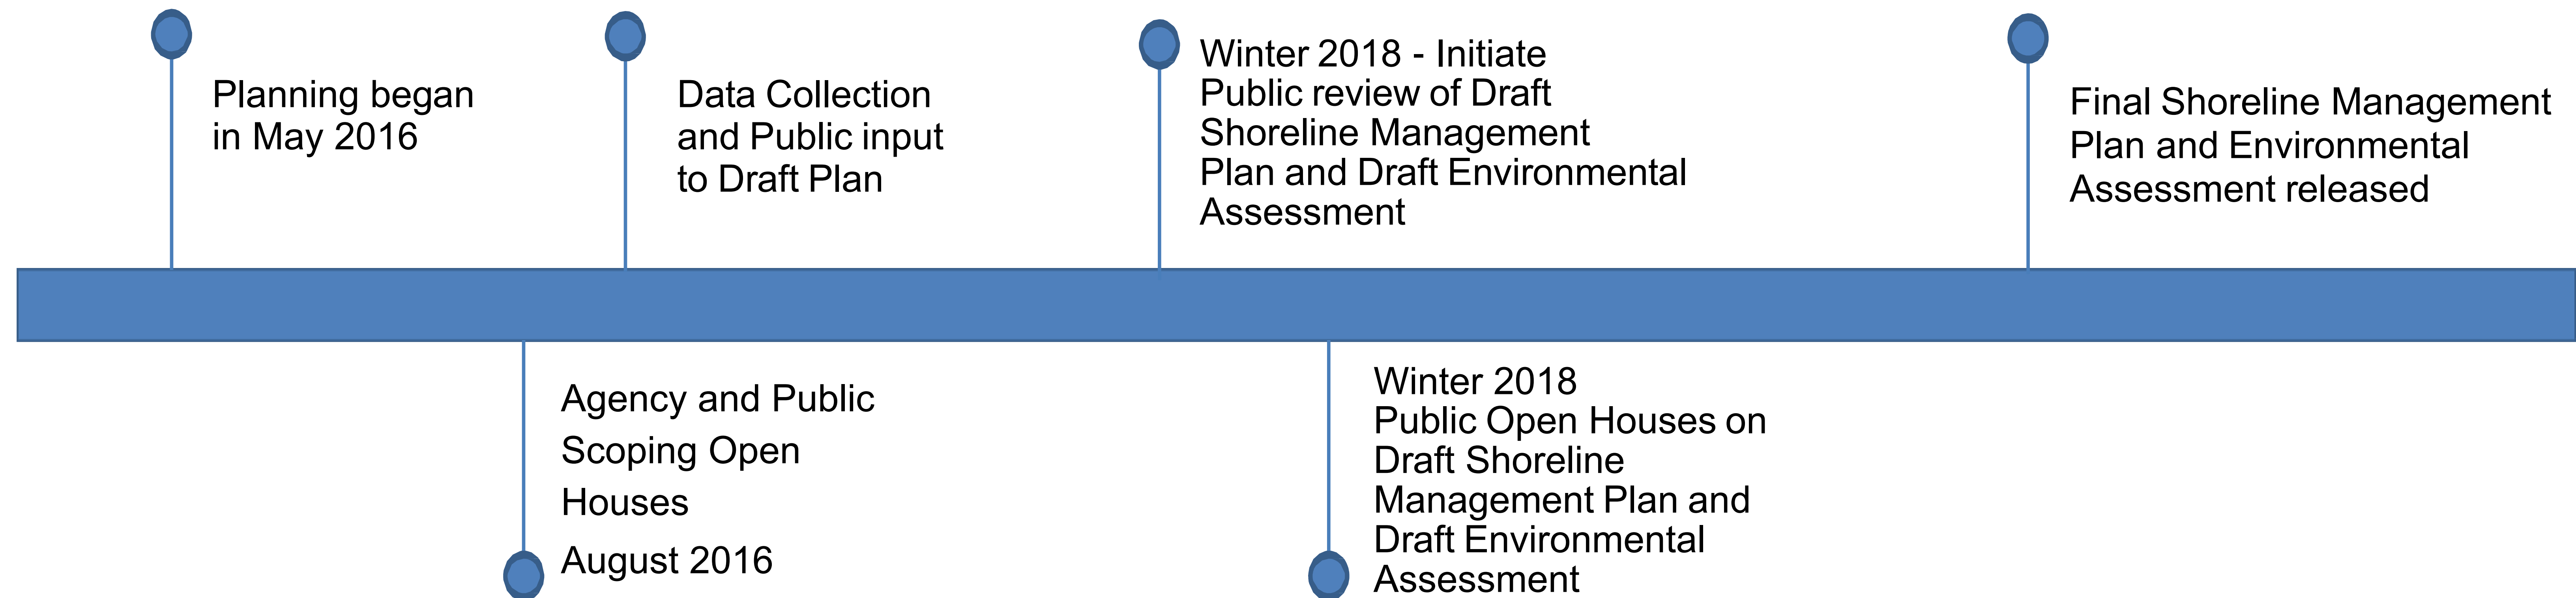 Planning began
in May 2016
Data Collection
and Public input
to Draft Plan
Winter 2018 - Initiate
Public review of Draft
Shoreline Management
Plan and Draft Environmental
Assessment
Final Shoreline Management
Plan and Environmental
Assessment released
Agency and Public
Scoping Open
Houses
August 2016
Winter 2018
Public Open Houses on
Draft Shoreline
Management Plan and
Draft Environmental
Assessment